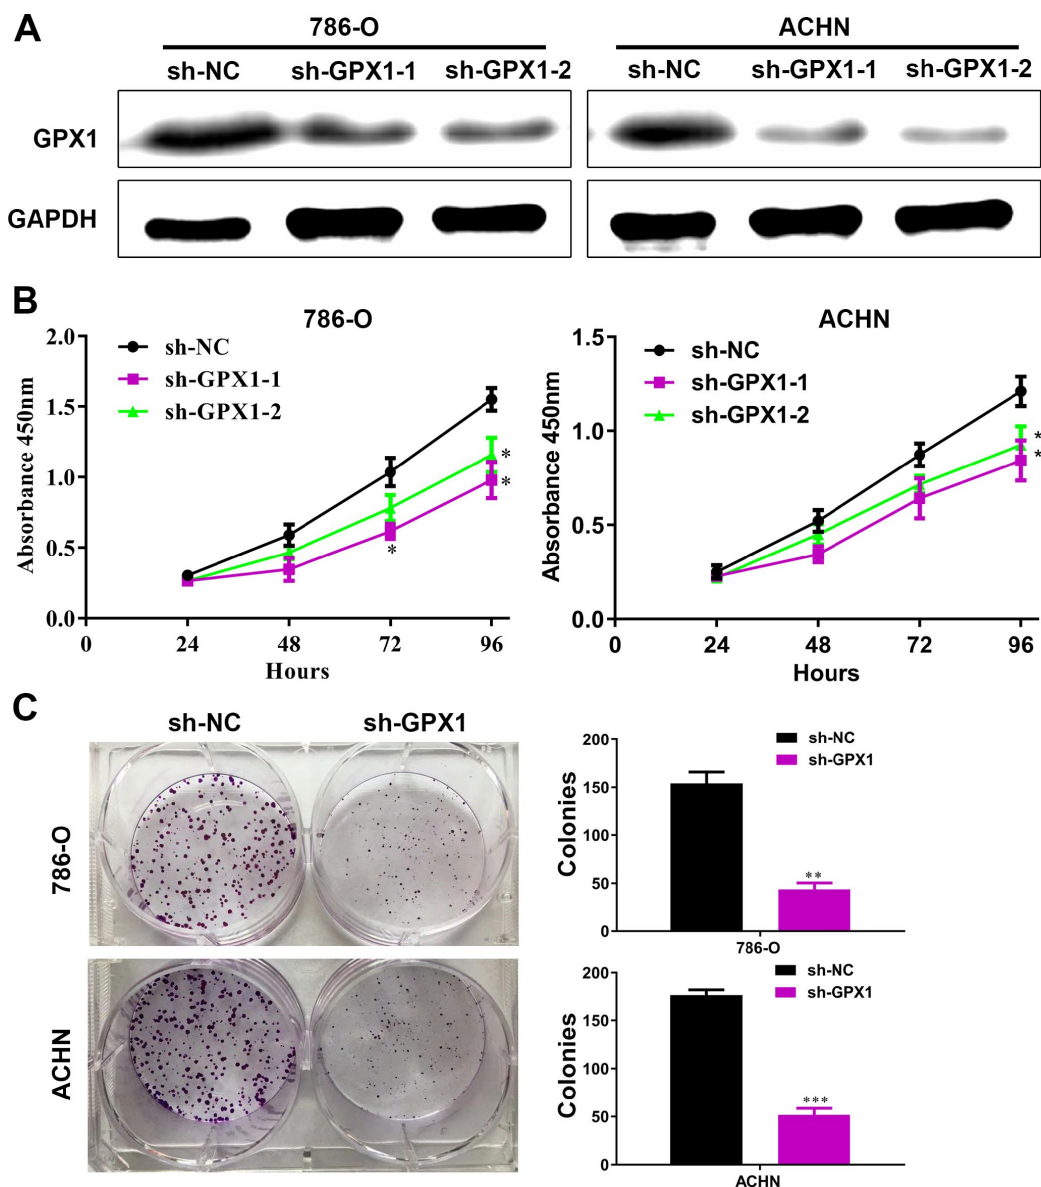 A
786-O
ACHN
sh-NC sh-GPX1-1 sh-GPX1-2
sh-NC sh-GPX1-1 sh-GPX1-2
GPX1
GAPDH
B
786-O
2.0
1.5
1.0
0.5
0.0
Absorbance 450nm
sh-NC
sh-GPX1-1
sh-GPX1-2
*
*
*
0 24 48 72 96
Hours
ACHN
1.5
1.0
0.5
0.0
Absorbance 450nm
sh-NC
sh-GPX1-1
sh-GPX1-2
*
*
0 24 48 72 96
Hours
C
sh-NC sh-GPX1
786-O
ACHN
200
150
100
50
0
Colonies
sh-NC
sh-GPX1
**
786-O
200
150
100
50
0
Colonies
sh-NC
sh-GPX1
***
ACHN